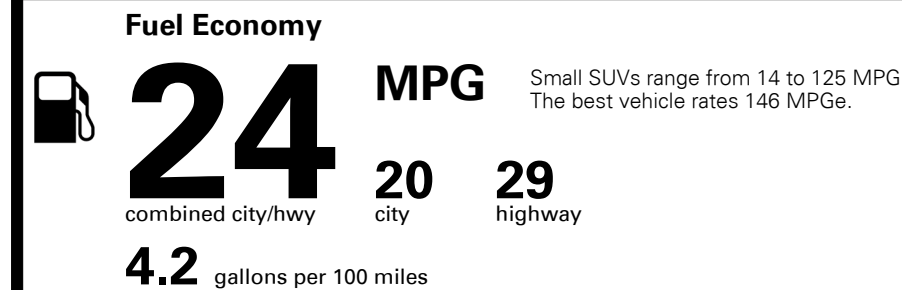 Fuel Economy
24
combined city/hwy
MPG
Small SUVs range from 14 to 125 MPG
The best vehicle rates 146 MPGe.
20
city
29
highway
4.2 gallons per 100 miles